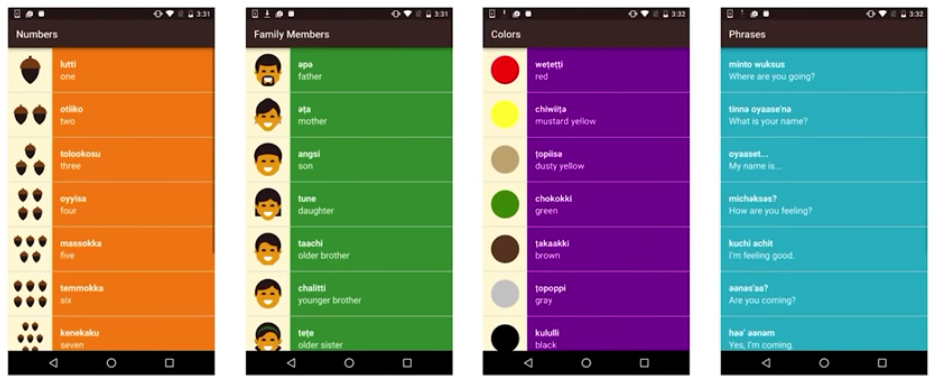 3:31
Numbers
lutti
one
otiiko
two
tolookosu
three
oyyisa
four
massokka
five
temmokka
six
kenekaku
seven
3:31
Family Members
әpә
father
әṭa
mother
angsi
son
tune
daughter
taachi
older brother
chalitti
younger brother
teṭe
older sister
3:32
Colors
weṭeṭṭi
red
chiwiiṭә
mustard yellow
ṭopiisә
dusty yellow
chokokki
green
ṭakaakki
brown
ṭopoppi
gray
kululli
black
3:32
Phrases
minto wuksus
Where are you going?
tinnә oyaase'nә
What is your name?
oyaaset...
My name is...
michәksәs?
How are you feeling?
kuchi achit
I'm feeling good.
әәnәs'aa?
Are you coming?
hәә' әәnәm
Yes, I'm coming.